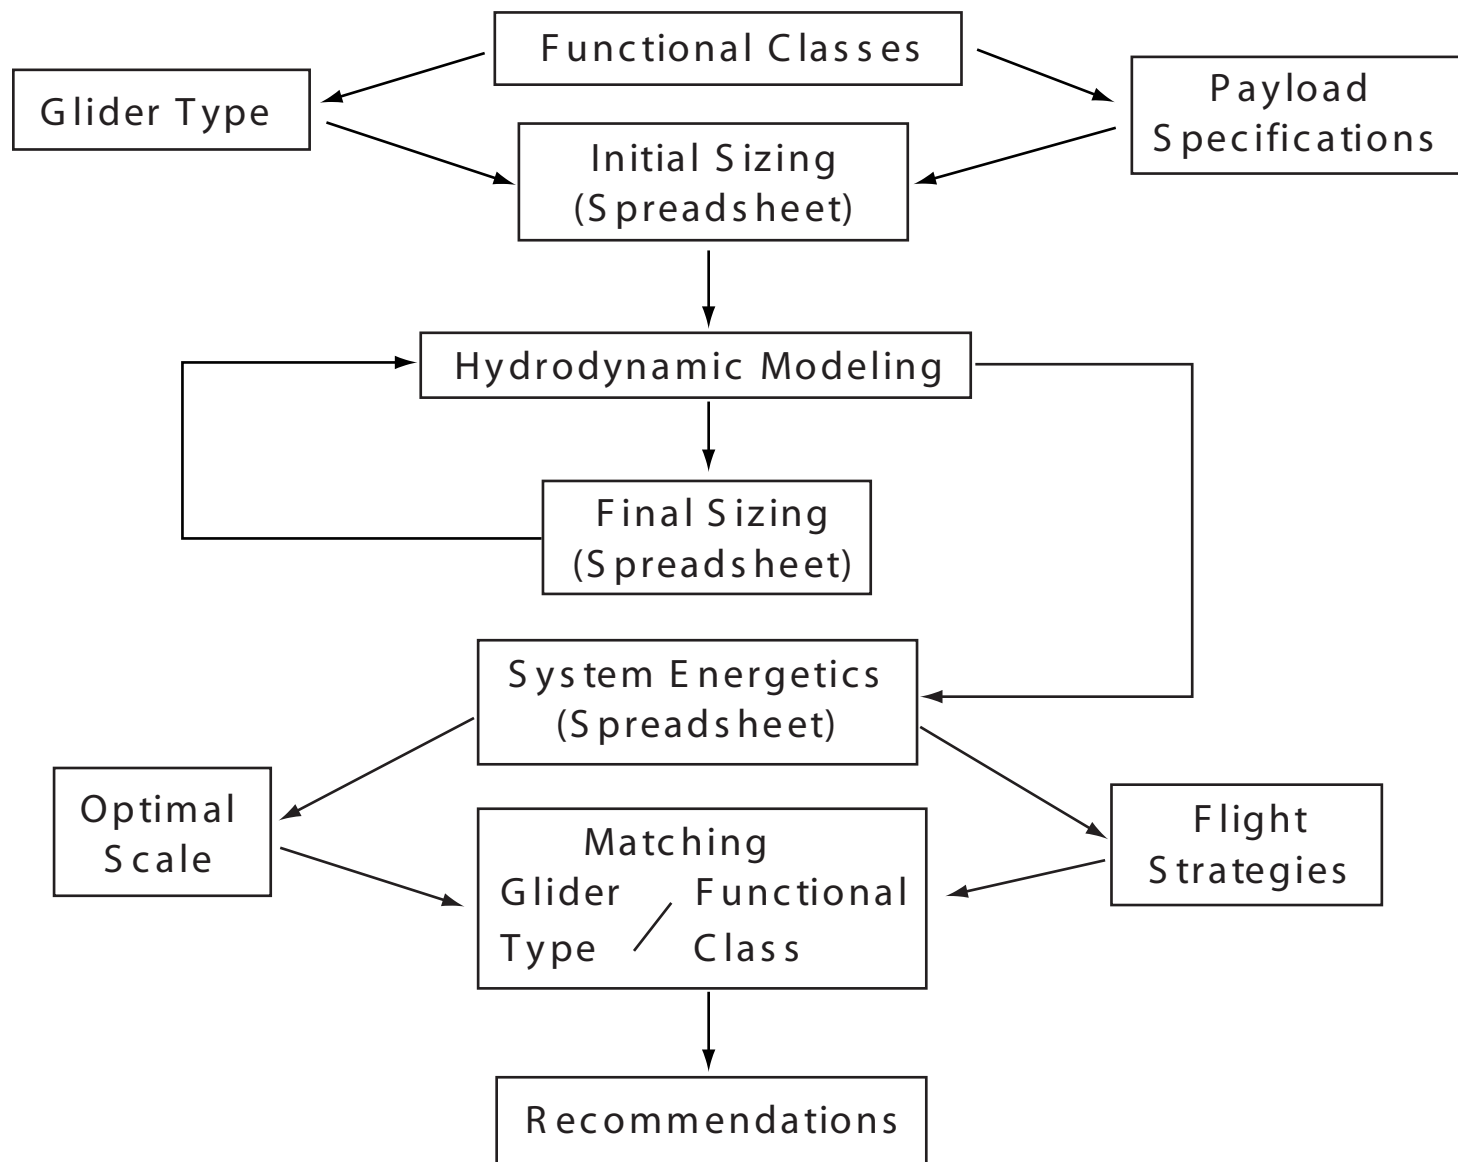 Functional Classes
Glider Type
Payload
Specifications
Initial Sizing
(Spreadsheet)
Hydrodynamic Modeling
Final Sizing
(Spreadsheet)
System Energetics
(Spreadsheet)
Optimal
Scale
Matching
Glider / Functional
Type Class
Flight
Strategies
Recommendations